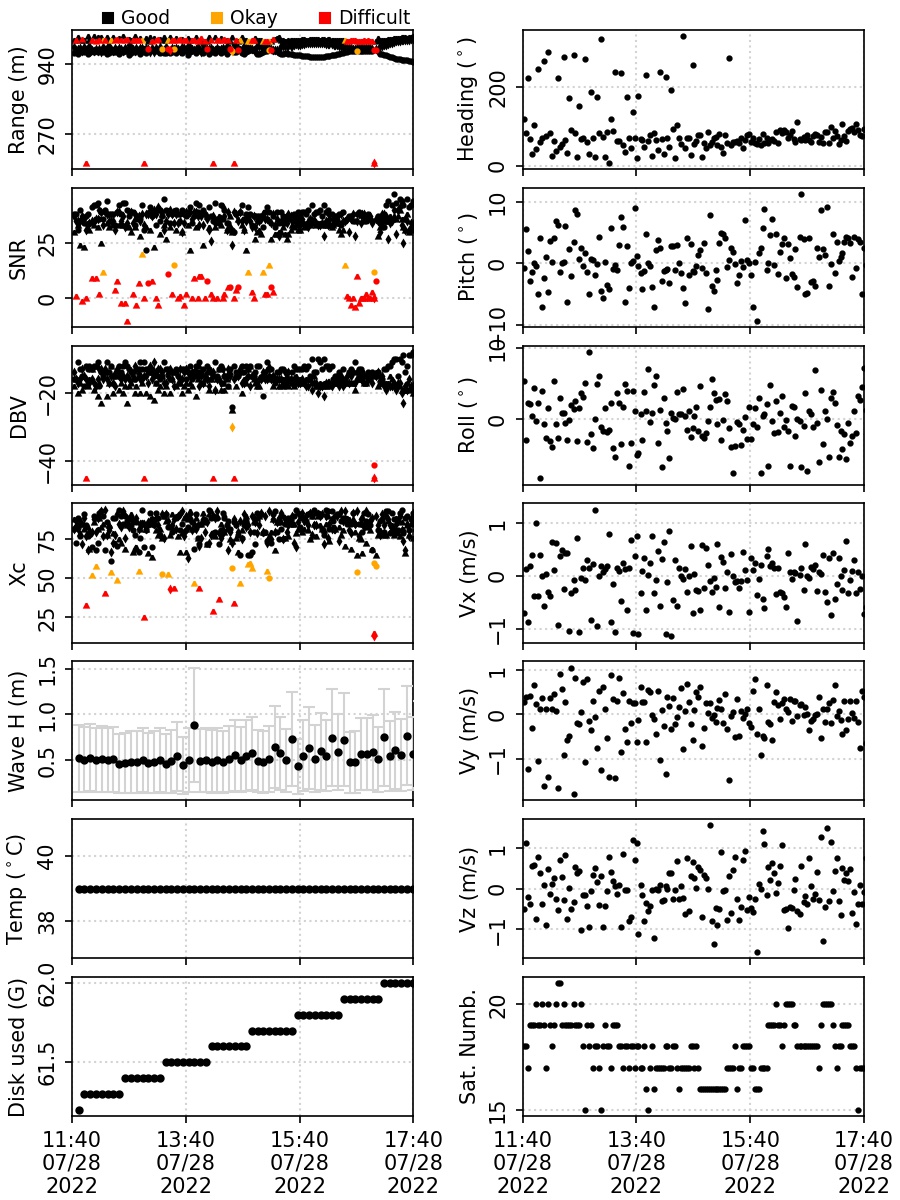 Good Okay Difficult
Range (m)
940
270
Heading (°)
200
0
SNR
25
0
Pitch (°)
10
0
−10
DBV
−20
−40
Roll (°)
10
0
Xc
75
50
25
Vx (m/s)
1
0
−1
Wave H (m)
1.5
1.0
0.5
Vy (m/s)
1
0
−1
Temp (°C)
40
38
Vz (m/s)
1
0
−1
Disk used (G)
62.0
61.5
Sat. Numb.
20
15
11:40 13:40 15:40 17:40
07/28 07/28 07/28 07/28
2022 2022 2022 2022
11:40 13:40 15:40 17:40
07/28 07/28 07/28 07/28
2022 2022 2022 2022